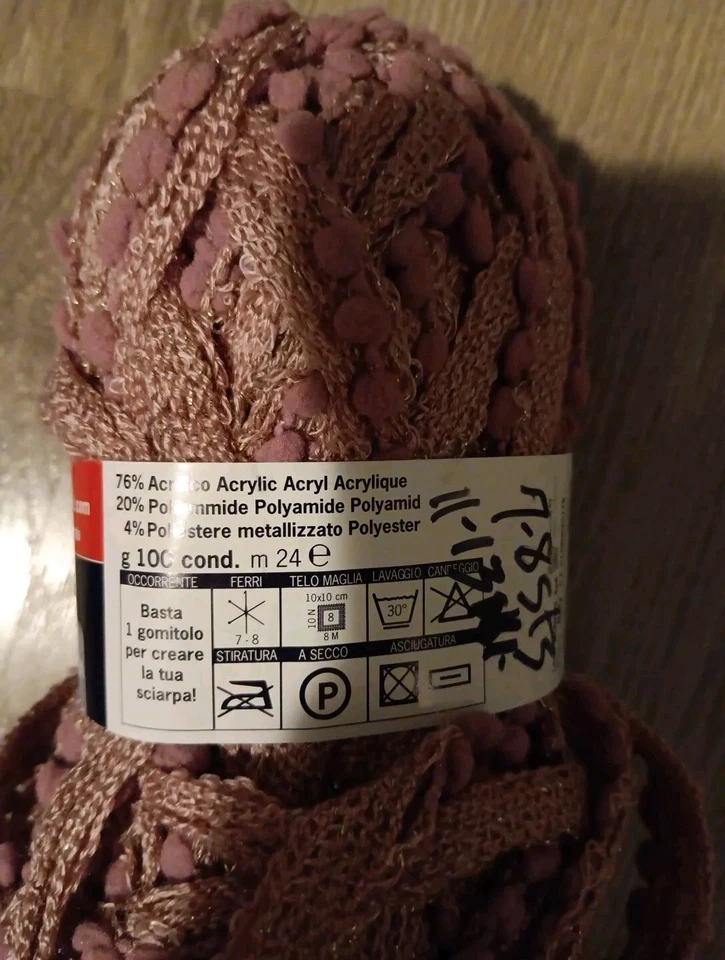 76% Acrilico Acrylic Acryl Acrylique
20% Poliammide Polyamide Polyamid
4% Poliestere metallizzato Polyester
g 100 cond. m 24 e
OCCORRENTE FERRI TELO MAGLIA LAVAGGIO CANDEGGIO
Basta
1 gomitolo
per creare
la tua
sciarpa!
7 - 8
10x10 cm
10 N
8
8 M
30°
STIRATURA A SECCO ASCIUGATURA
P
.com